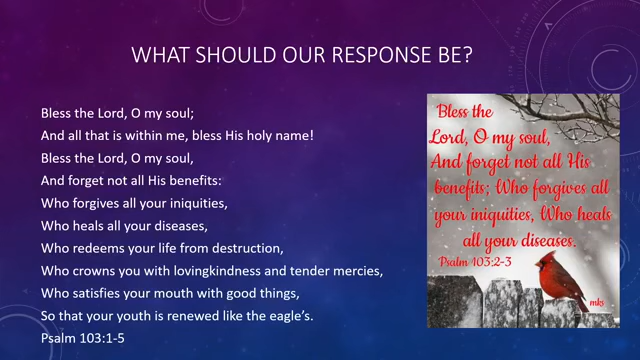 WHAT SHOULD OUR RESPONSE BE?
Bless the Lord, O my soul;
And all that is within me, bless His holy name!
Bless the Lord, O my soul,
And forget not all His benefits:
Who forgives all your iniquities,
Who heals all your diseases,
Who redeems your life from destruction,
Who crowns you with lovingkindness and tender mercies,
Who satisfies your mouth with good things,
So that your youth is renewed like the eagle’s.
Psalm 103:1-5
Bless the
Lord, O my soul,
And forget not all His
benefits; Who forgives all
your iniquities, Who heals
all your diseases.
Psalm 103:2-3
mks